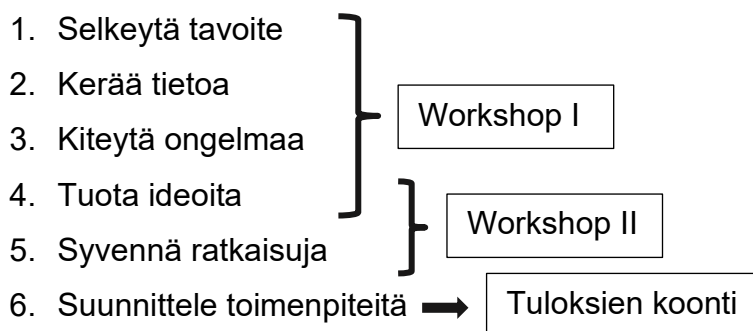 1. Selkeytä tavoite
2. Kerää tietoa
3. Kiteytä ongelmaa
Workshop I
4. Tuota ideoita
Workshop II
5. Syvennä ratkaisuja
6. Suunnittele toimenpiteitä
Tuloksien koonti